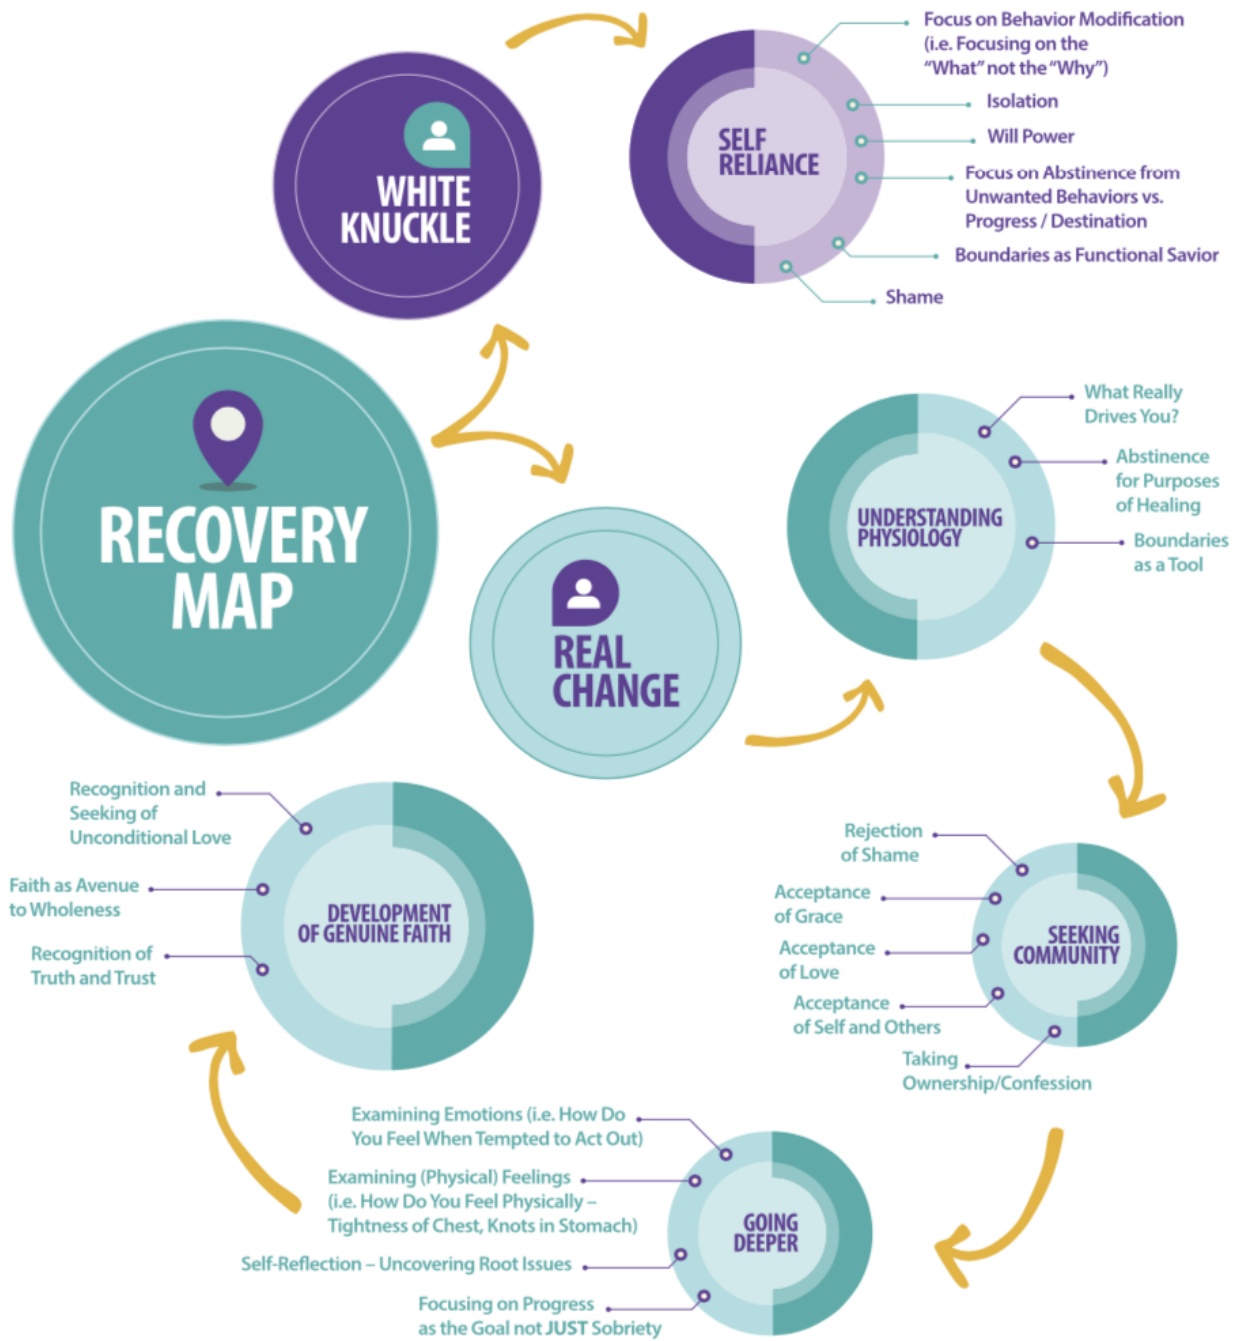 WHITE
KNUCKLE
SELF
RELIANCE
Focus on Behavior Modification
(i.e. Focusing on the
“What” not the “Why”)
Isolation
Will Power
Focus on Abstinence from
Unwanted Behaviors vs.
Progress / Destination
Boundaries as Functional Savior
Shame
RECOVERY
MAP
REAL
CHANGE
UNDERSTANDING
PHYSIOLOGY
What Really
Drives You?
Abstinence
for Purposes
of Healing
Boundaries
as a Tool
SEEKING
COMMUNITY
Rejection
of Shame
Acceptance
of Grace
Acceptance
of Love
Acceptance
of Self and Others
Taking
Ownership/Confession
GOING
DEEPER
Examining Emotions (i.e. How Do
You Feel When Tempted to Act Out)
Examining (Physical) Feelings
(i.e. How Do You Feel Physically –
Tightness of Chest, Knots in Stomach)
Self-Reflection – Uncovering Root Issues
Focusing on Progress
as the Goal not JUST Sobriety
DEVELOPMENT
OF GENUINE FAITH
Recognition and
Seeking of
Unconditional Love
Faith as Avenue
to Wholeness
Recognition of
Truth and Trust